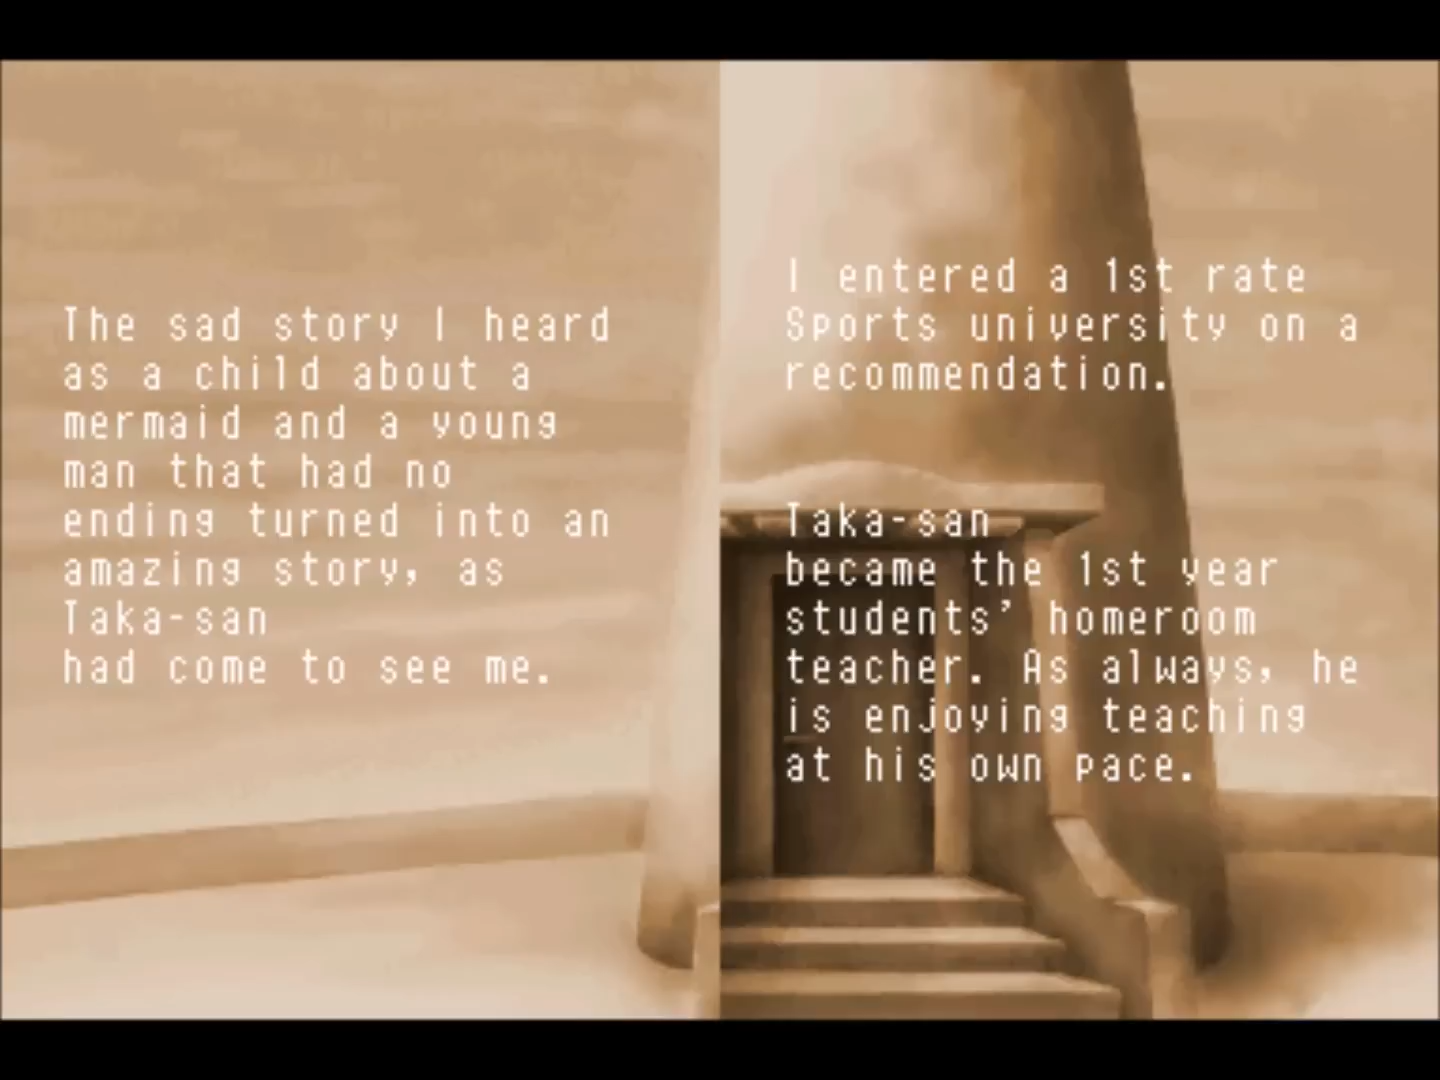 The sad story I heard
as a child about a
mermaid and a young
man that had no
ending turned into an
amazing story, as
Taka-san
had come to see me.
I entered a 1st rate
Sports university on a
recommendation.
Taka-san
became the 1st year
students' homeroom
teacher. As always, he
is enjoying teaching
at his own pace.